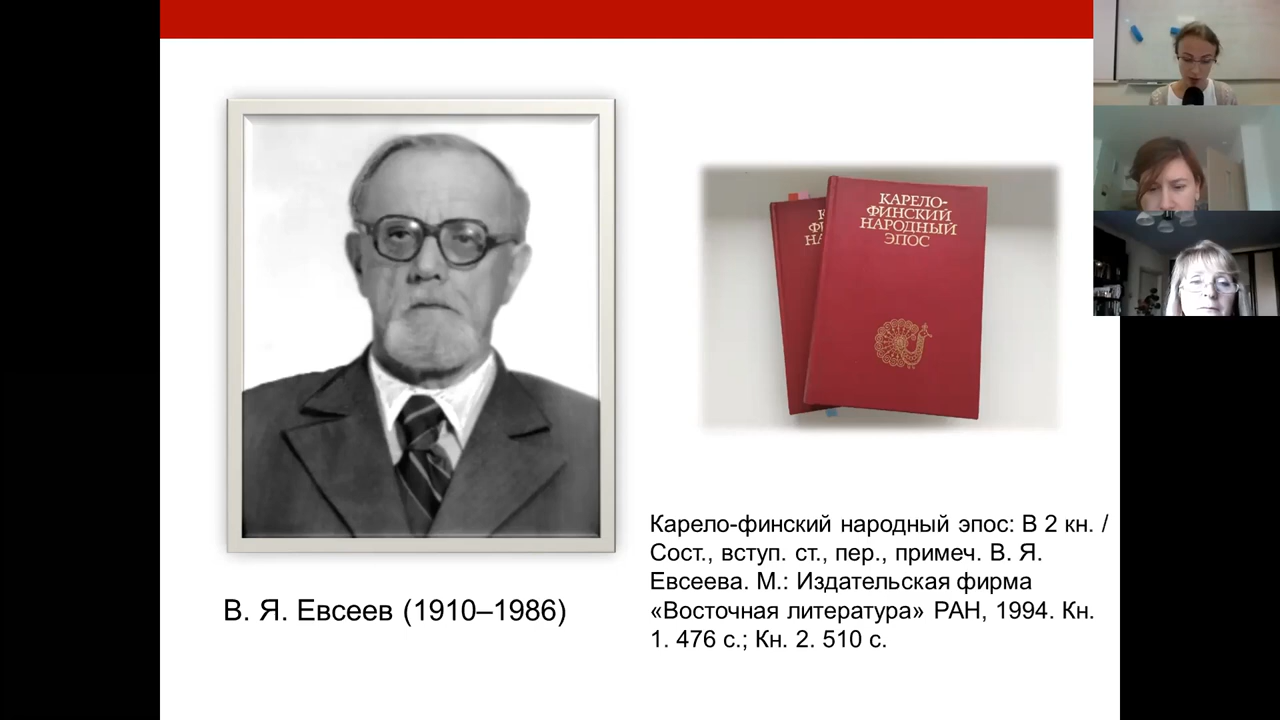 КАРЕЛО-
ФИНСКИЙ
НАРОДНЫЙ
ЭПОС
В. Я. Евсеев (1910–1986)
Карело-финский народный эпос: В 2 кн. /
Сост., вступ. ст., пер., примеч. В. Я.
Евсеева. М.: Издательская фирма
«Восточная литература» РАН, 1994. Кн.
1. 476 с.; Кн. 2. 510 с.